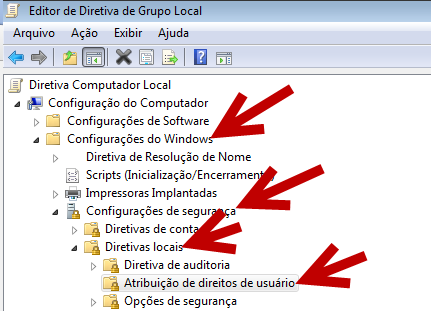 Editor de Diretiva de Grupo Local
Arquivo Ação Exibir Ajuda
Diretiva Computador Local
Configuração do Computador
Configurações de Software
Configurações do Windows
Diretiva de Resolução de Nome
Scripts (Inicialização/Encerramento)
Impressoras Implantadas
Configurações de segurança
Diretivas de conta
Diretivas locais
Diretiva de auditoria
Atribuição de direitos de usuário
Opções de segurança